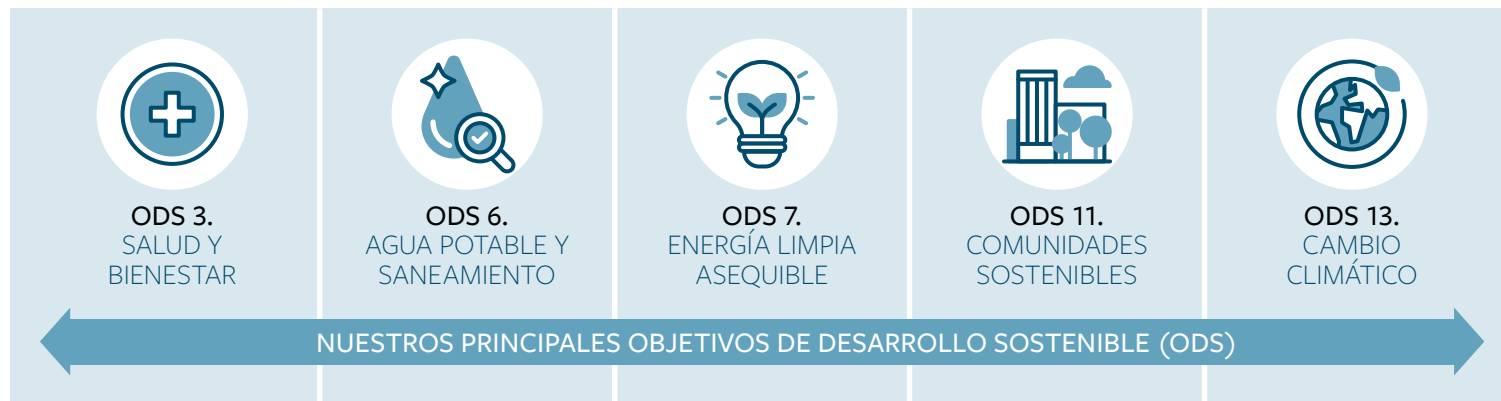 ODS 3.
SALUD Y
BIENESTAR
ODS 6.
AGUA POTABLE Y
SANEAMIENTO
ODS 7.
ENERGÍA LIMPIA
ASEQUIBLE
ODS 11.
COMUNIDADES
SOSTENIBLES
ODS 13.
CAMBIO
CLIMÁTICO
NUESTROS PRINCIPALES OBJETIVOS DE DESARROLLO SOSTENIBLE (ODS)